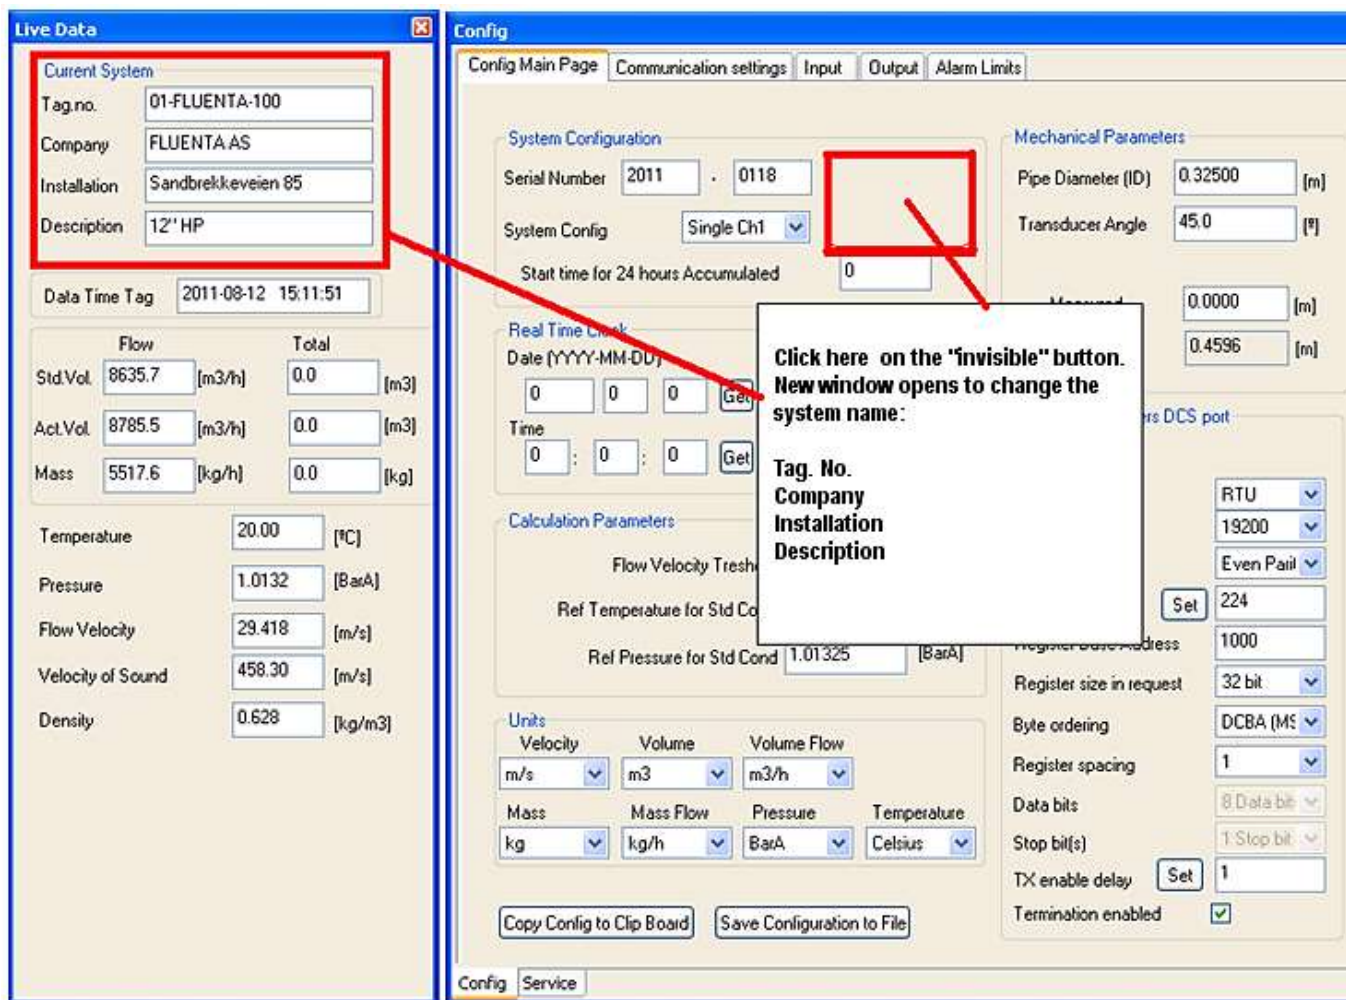 Live Data
Current System
Tag.no. 01-FLUENTA-100
Company FLUENTA AS
Installation Sandbrekkeveien 85
Description 12" HP
Data Time Tag 2011-08-12 15:11:51
Flow Total
Std.Vol. 8635.7 [m3/h] 0.0 [m3]
Act.Vol. 8785.5 [m3/h] 0.0 [m3]
Mass 5517.6 [kg/h] 0.0 [kg]
Temperature 20.00 [ºC]
Pressure 1.0132 [BarA]
Flow Velocity 29.418 [m/s]
Velocity of Sound 458.30 [m/s]
Density 0.628 [kg/m3]
Config
Config Main Page Communication settings Input Output Alarm Limits
System Configuration
Serial Number 2011 . 0118
System Config Single Ch1
Start time for 24 hours Accumulated 0
Real Time Clock
Date (YYYY-MM-DD)
0 0 0 Get
Time
0 : 0 : 0 Get
Calculation Parameters
Flow Velocity
Ref Temperature for Std
Ref Pressure for Std Cond 1.01325 [BarA]
Click here on the "invisible" button.
New window opens to change the
system name:
Tag. No.
Company
Installation
Description
Units
Velocity Volume Volume Flow
m/s m3 m3/h
Mass Mass Flow Pressure Temperature
kg kg/h BarA Celsius
Copy Config to Clip Board Save Configuration to File
Config Service
Mechanical Parameters
Pipe Diameter (ID) 0.32500 [m]
Transducer Angle 45.0 [º]
0.0000 [m]
0.4596 [m]
DCS port
RTU
19200
Even
Set 224
1000
Register size in request 32 bit
Byte ordering DCBA
Register spacing 1
Data bits 8 Data
Stop bit(s) 1 Stop bit
TX enable delay Set 1
Termination enabled